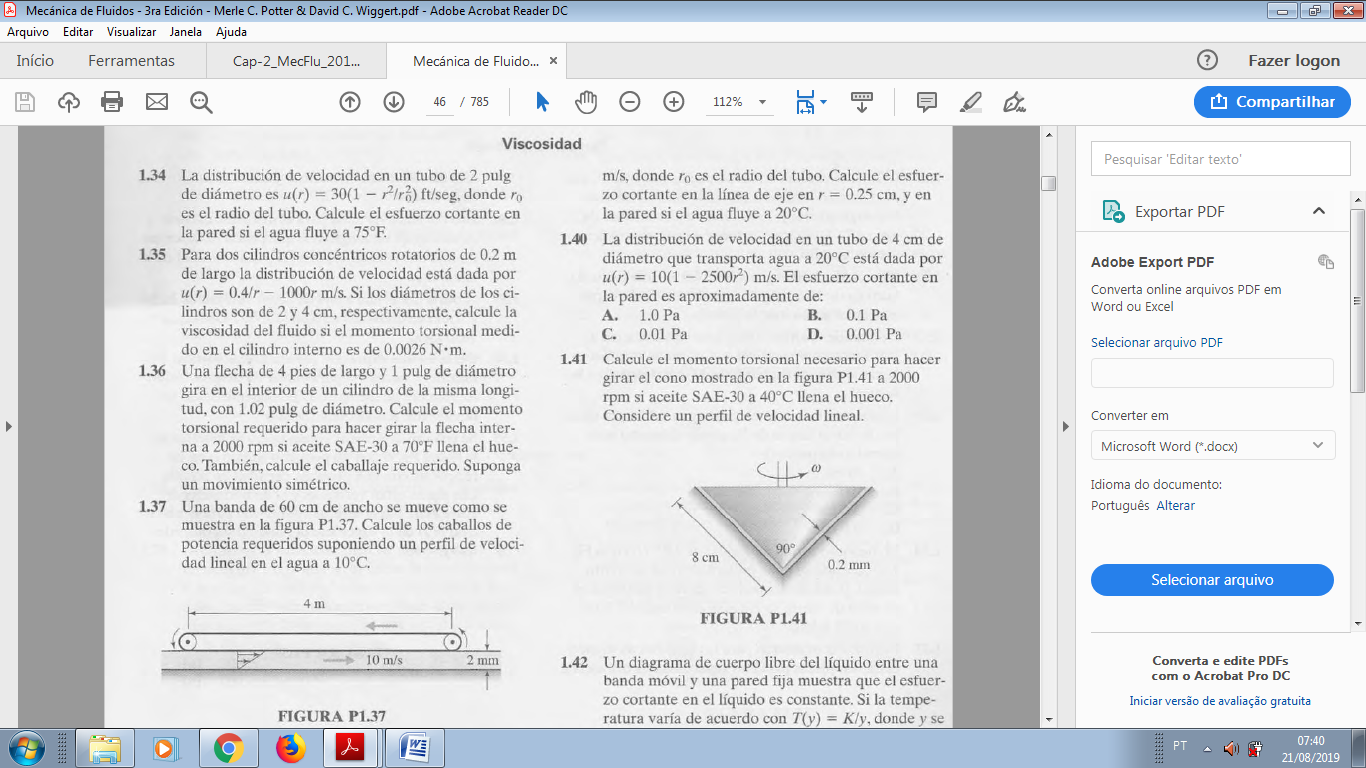 Mecánica de Fluidos - 3ra Edición - Merle C. Potter & David C. Wiggert.pdf - Adobe Acrobat Reader DC
Arquivo Editar Visualizar Janela Ajuda
Início Ferramentas Cap-2_MecFlu_201... Mecánica de Fluido... × Fazer logon
46 / 785 112% Compartilhar
Viscosidad
1.34 La distribución de velocidad en un tubo de 2 pulg
de diámetro es u(r) = 30(1 − r²/r₀²) ft/seg, donde r₀
es el radio del tubo. Calcule el esfuerzo cortante en
la pared si el agua fluye a 75°F.
1.35 Para dos cilindros concéntricos rotatorios de 0.2 m
de largo la distribución de velocidad está dada por
u(r) = 0.4/r − 1000r m/s. Si los diámetros de los ci-
lindros son de 2 y 4 cm, respectivamente, calcule la
viscosidad del fluido si el momento torsional medi-
do en el cilindro interno es de 0.0026 N·m.
1.36 Una flecha de 4 pies de largo y 1 pulg de diámetro
gira en el interior de un cilindro de la misma longi-
tud, con 1.02 pulg de diámetro. Calcule el momento
torsional requerido para hacer girar la flecha inter-
na a 2000 rpm si aceite SAE-30 a 70°F llena el hue-
co. También, calcule el caballaje requerido. Suponga
un movimiento simétrico.
1.37 Una banda de 60 cm de ancho se mueve como se
muestra en la figura P1.37. Calcule los caballos de
potencia requeridos suponiendo un perfil de veloci-
dad lineal en el agua a 10°C.
4 m
10 m/s
2 mm
FIGURA P1.37
m/s, donde r₀ es el radio del tubo. Calcule el esfuer-
zo cortante en la línea de eje en r = 0.25 cm, y en
la pared si el agua fluye a 20°C.
1.40 La distribución de velocidad en un tubo de 4 cm de
diámetro que transporta agua a 20°C está dada por
u(r) = 10(1 − 2500r²) m/s. El esfuerzo cortante en
la pared es aproximadamente de:
A. 1.0 Pa B. 0.1 Pa
C. 0.01 Pa D. 0.001 Pa
1.41 Calcule el momento torsional necesario para hacer
girar el cono mostrado en la figura P1.41 a 2000
rpm si aceite SAE-30 a 40°C llena el hueco.
Considere un perfil de velocidad lineal.
ω
90°
8 cm
0.2 mm
FIGURA P1.41
1.42 Un diagrama de cuerpo libre del líquido entre una
banda móvil y una pared fija muestra que el esfuer-
zo cortante en el líquido es constante. Si la tempe-
ratura varía de acuerdo con T(y) = K/y, donde y se
Pesquisar 'Editar texto'
Exportar PDF
Adobe Export PDF
Converta online arquivos PDF em
Word ou Excel
Selecionar arquivo PDF
Converter em
Microsoft Word (*.docx)
Idioma do documento:
Português Alterar
Selecionar arquivo
Converta e edite PDFs
com o Acrobat Pro DC
Iniciar versão de avaliação gratuita
PT
07:40
21/08/2019